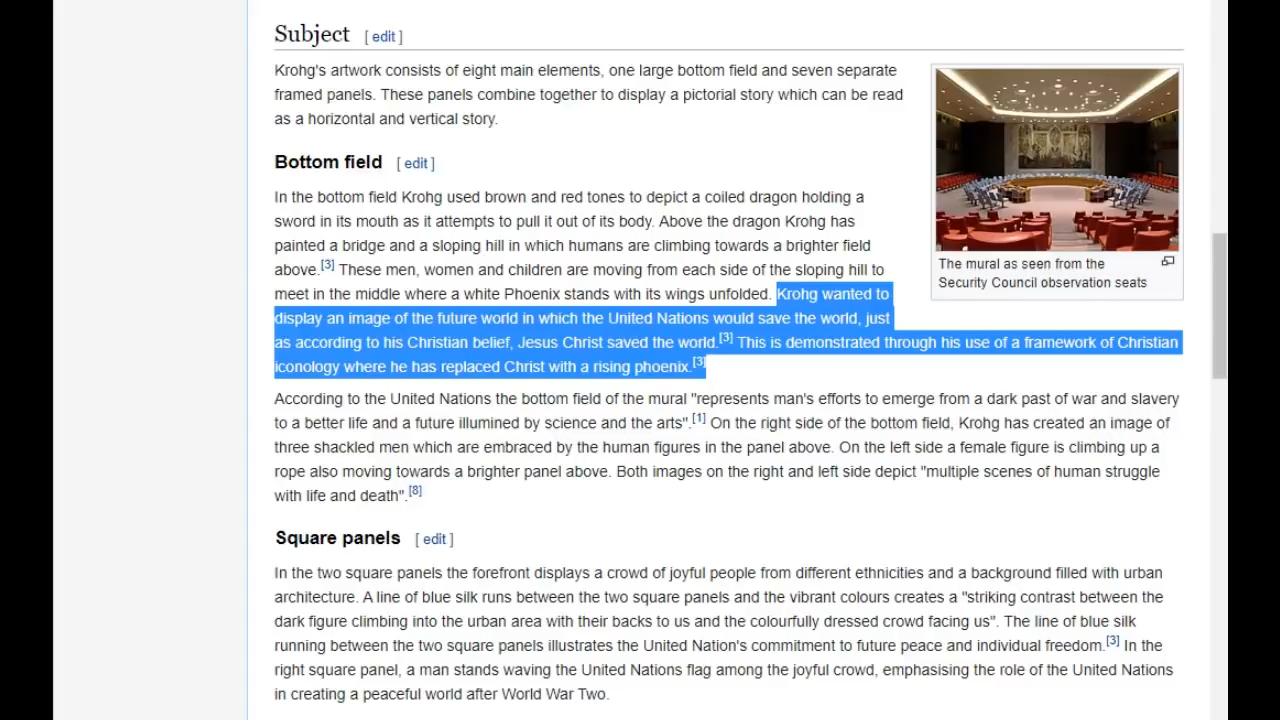 Subject [ edit ]
Krohg's artwork consists of eight main elements, one large bottom field and seven separate
framed panels. These panels combine together to display a pictorial story which can be read
as a horizontal and vertical story.
The mural as seen from the
Security Council observation seats
Bottom field [ edit ]
In the bottom field Krohg used brown and red tones to depict a coiled dragon holding a
sword in its mouth as it attempts to pull it out of its body. Above the dragon Krohg has
painted a bridge and a sloping hill in which humans are climbing towards a brighter field
above.[3] These men, women and children are moving from each side of the sloping hill to
meet in the middle where a white Phoenix stands with its wings unfolded. Krohg wanted to
display an image of the future world in which the United Nations would save the world, just
as according to his Christian belief, Jesus Christ saved the world.[3] This is demonstrated through his use of a framework of Christian
iconology where he has replaced Christ with a rising phoenix.[3]
According to the United Nations the bottom field of the mural "represents man's efforts to emerge from a dark past of war and slavery
to a better life and a future illumined by science and the arts".[1] On the right side of the bottom field, Krohg has created an image of
three shackled men which are embraced by the human figures in the panel above. On the left side a female figure is climbing up a
rope also moving towards a brighter panel above. Both images on the right and left side depict "multiple scenes of human struggle
with life and death".[8]
Square panels [ edit ]
In the two square panels the forefront displays a crowd of joyful people from different ethnicities and a background filled with urban
architecture. A line of blue silk runs between the two square panels and the vibrant colours creates a "striking contrast between the
dark figure climbing into the urban area with their backs to us and the colourfully dressed crowd facing us". The line of blue silk
running between the two square panels illustrates the United Nation's commitment to future peace and individual freedom.[3] In the
right square panel, a man stands waving the United Nations flag among the joyful crowd, emphasising the role of the United Nations
in creating a peaceful world after World War Two.